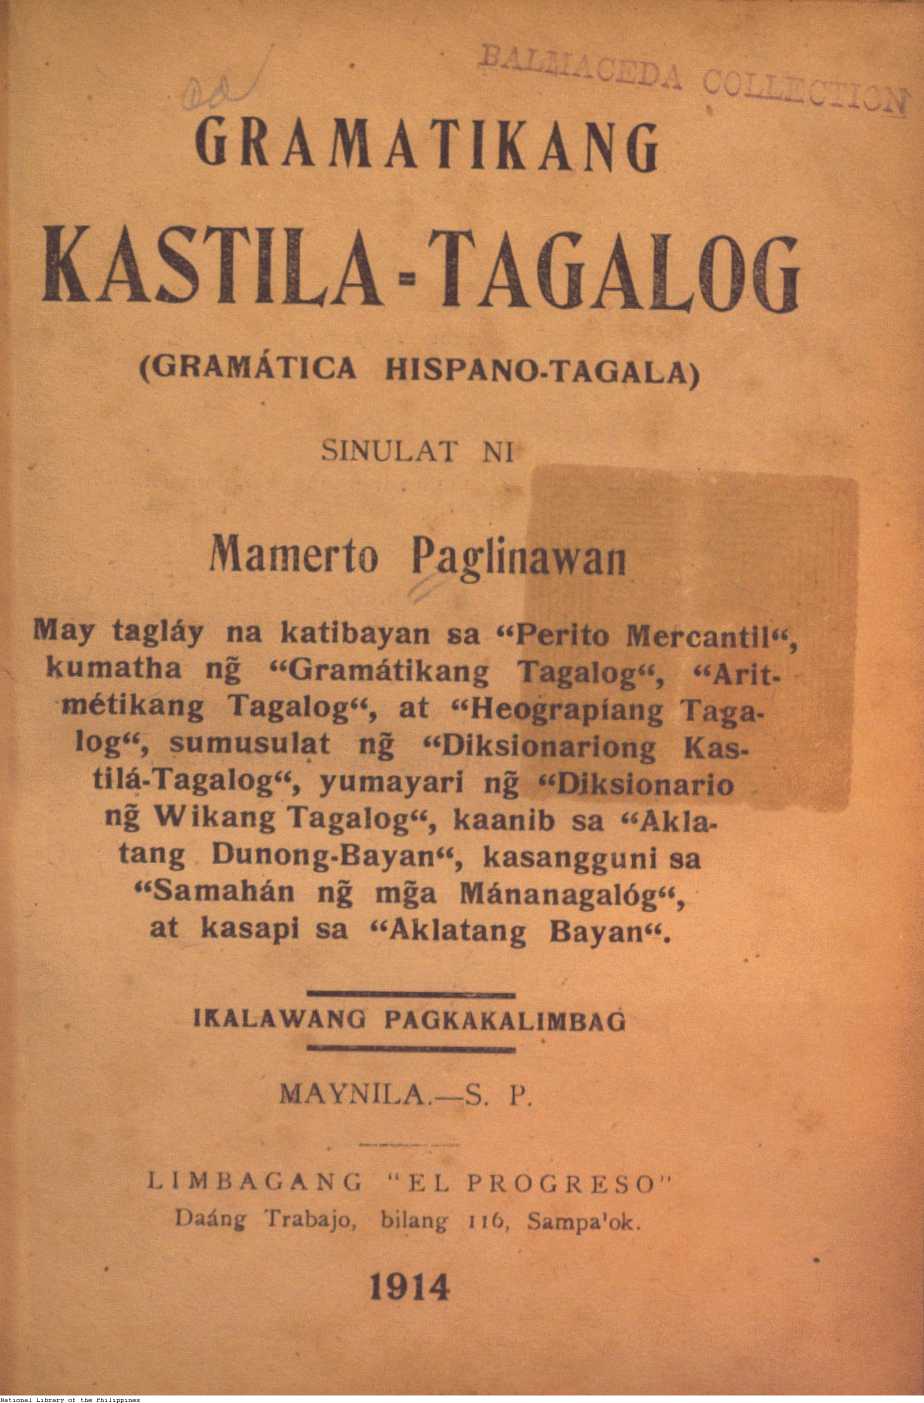 BALMACEDA COLLECTION
GRAMATIKANG
KASTILA-TAGALOG
(GRAMÁTICA HISPANO-TAGALA)
SINULAT NI
Mamerto Paglinawan
May tagláy na katibayan sa “Perito Mercantil“,
kumatha ng̃ “Gramátikang Tagalog“, “Arit-
métikang Tagalog“, at “Heograpíang Taga-
log“, sumusulat ng̃ “Diksionariong Kas-
tilá-Tagalog“, yumayari ng̃ “Diksionario
ng̃ Wikang Tagalog“, kaanib sa “Akla-
tang Dunong-Bayan“, kasangguni sa
“Samahán ng̃ mg̃a Mánanagalóg“,
at kasapi sa “Aklatang Bayan“.
IKALAWANG PAGKAKALIMBAG
MAYNILA.—S. P.
LIMBAGANG "EL PROGRESO"
Daáng Trabajo, bilang 116, Sampa'ok.
1914
National Library of the Philippines